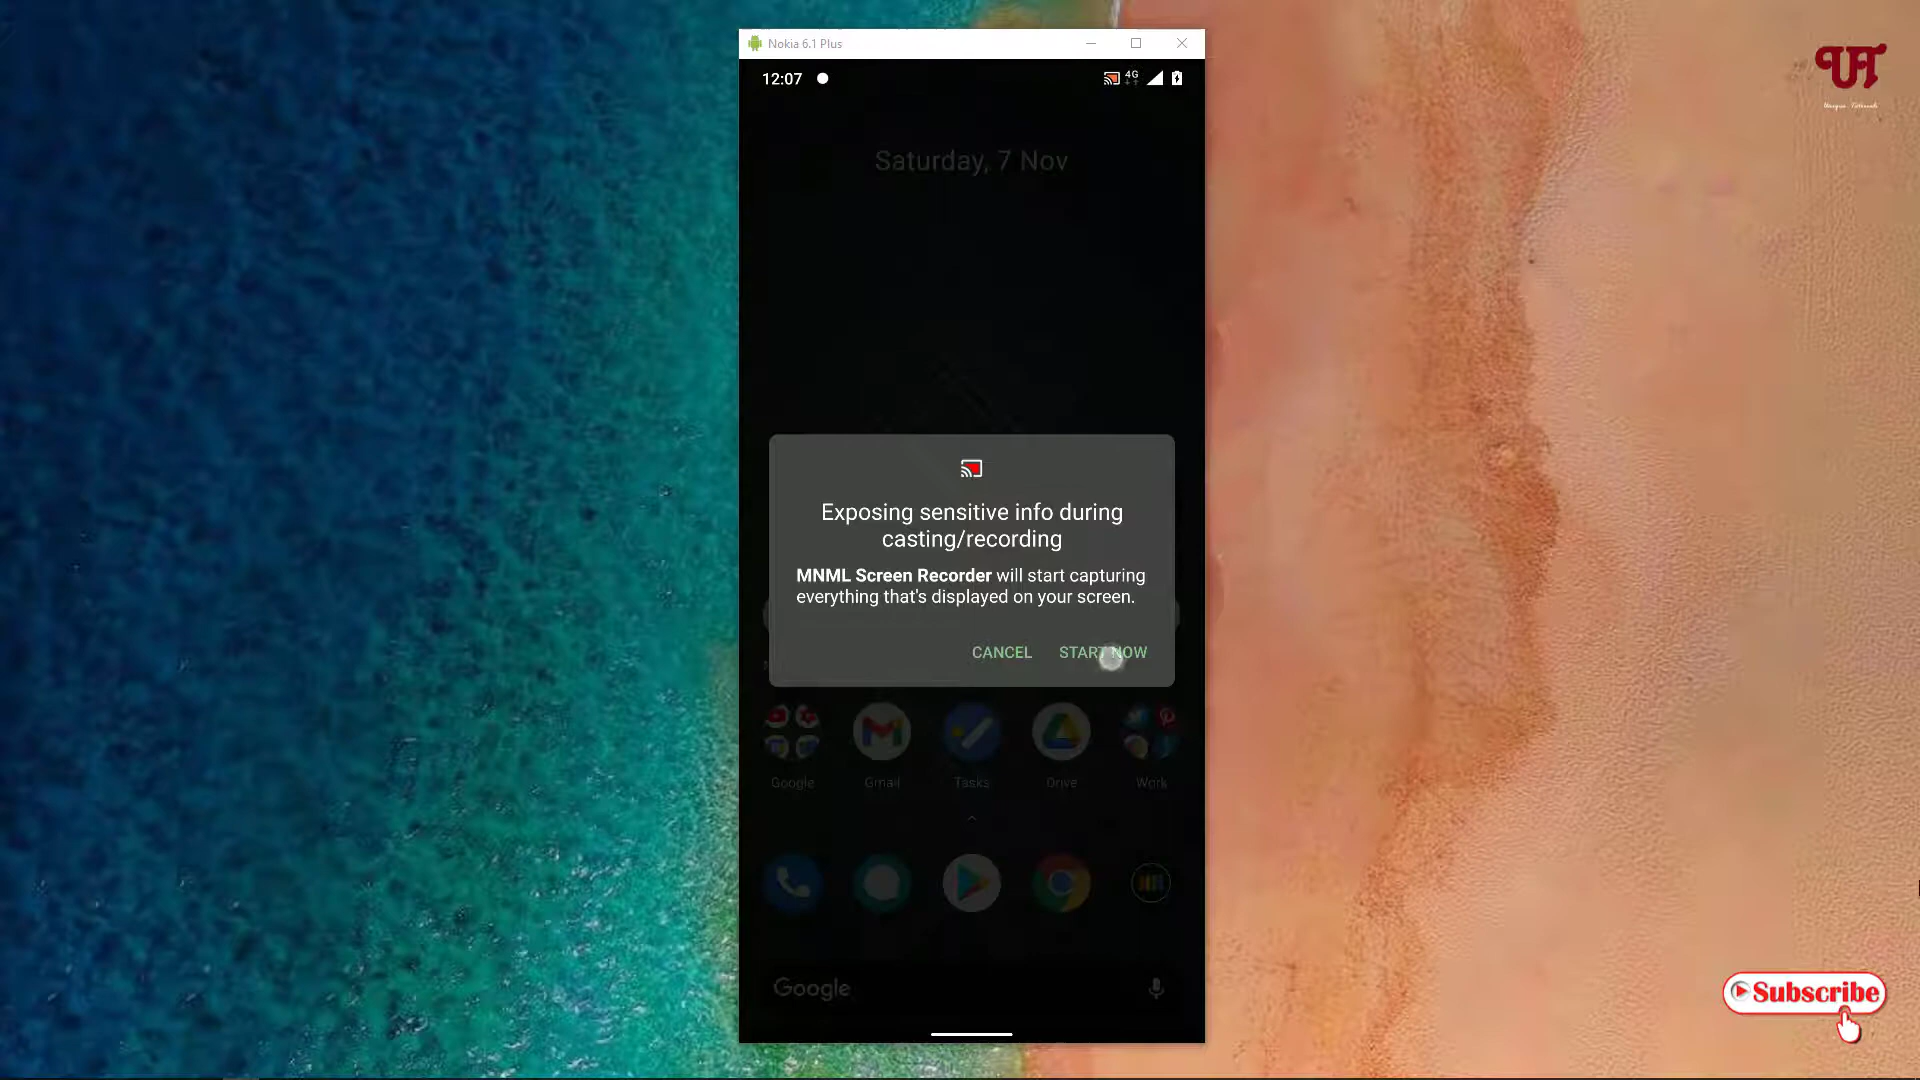 Nokia 6.1 Plus
12:07
4G
Saturday, 7 Nov
UT
Exposing sensitive info during
casting/recording
MNML Screen Recorder will start capturing
everything that's displayed on your screen.
CANCEL START NOW
Google Gmail Tasks Drive Work
Google
Subscribe